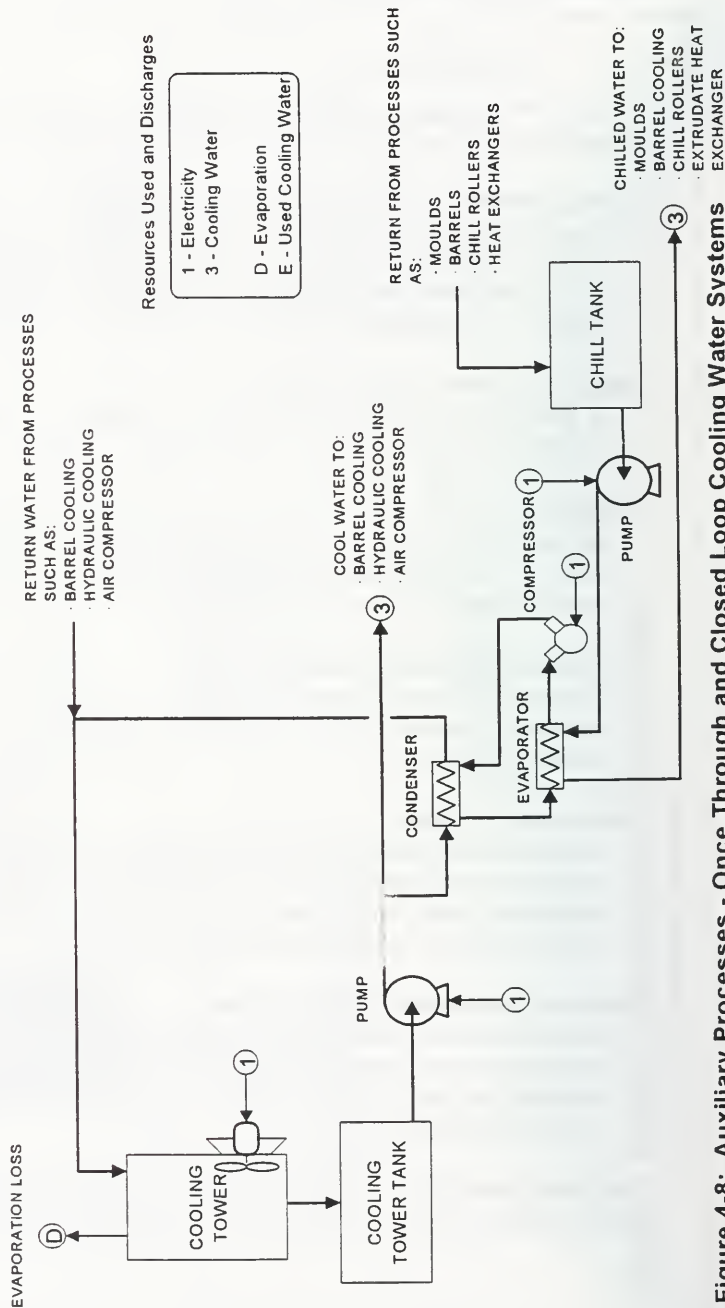 EVAPORATION LOSS
D
COOLING
TOWER
1
COOLING
TOWER TANK
RETURN WATER FROM PROCESSES
SUCH AS:
· BARREL COOLING
· HYDRAULIC COOLING
· AIR COMPRESSOR
PUMP
1
COOL WATER TO:
· BARREL COOLING
· HYDRAULIC COOLING
· AIR COMPRESSOR
3
CONDENSER
EVAPORATOR
COMPRESSOR
1
1
PUMP
Resources Used and Discharges
1 - Electricity
3 - Cooling Water
D - Evaporation
E - Used Cooling Water
RETURN FROM PROCESSES SUCH
AS:
· MOULDS
· BARRELS
· CHILL ROLLERS
· HEAT EXCHANGERS
CHILL TANK
CHILLED WATER TO:
· MOULDS
· BARREL COOLING
· CHILL ROLLERS
· EXTRUDATE HEAT
EXCHANGER
3
Figure 4-8: Auxiliary Processes - Once Through and Closed Loop Cooling Water Systems